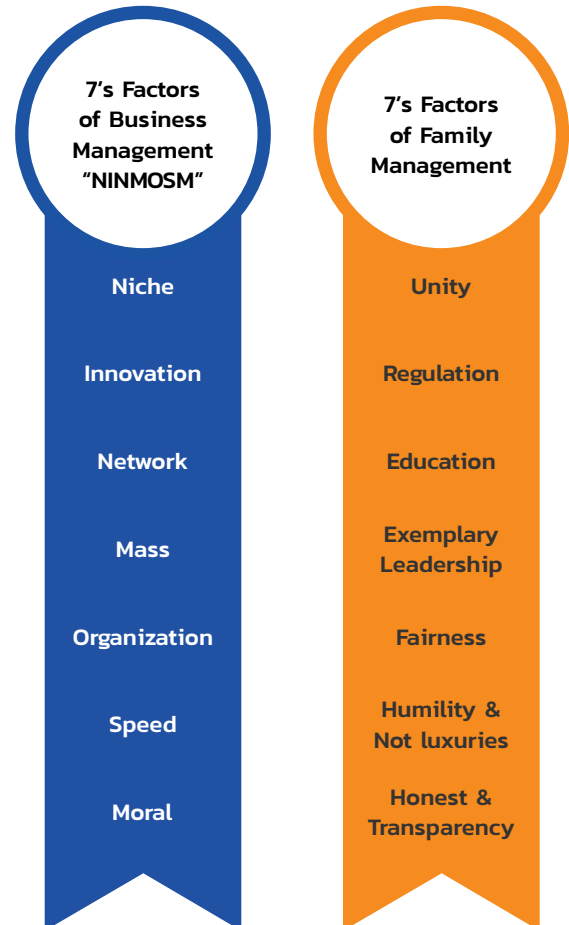 7’s Factors
of Business
Management
“NINMOSM”
Niche
Innovation
Network
Mass
Organization
Speed
Moral
7’s Factors
of Family
Management
Unity
Regulation
Education
Exemplary
Leadership
Fairness
Humility &
Not luxuries
Honest &
Transparency